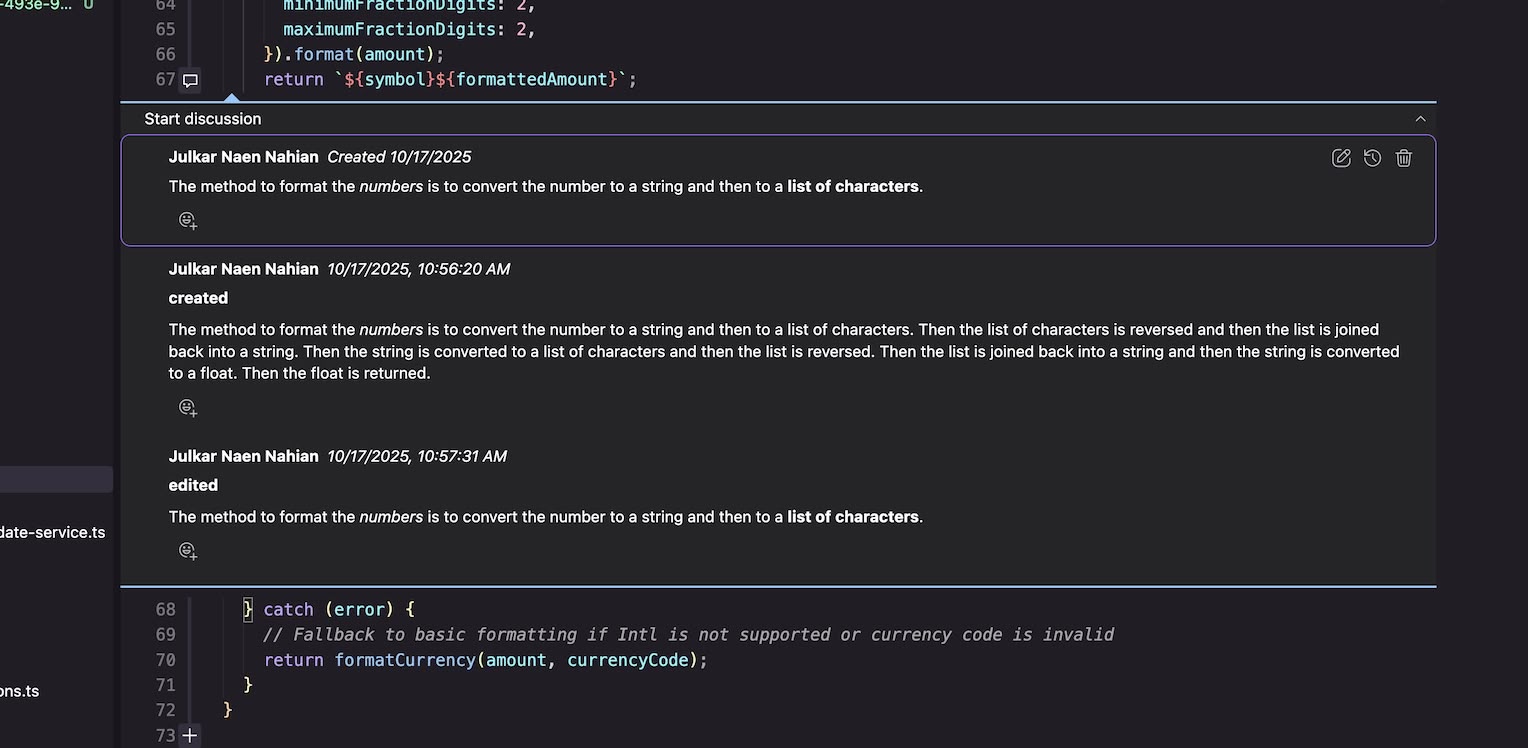 -493e-9... U
64 minimumFractionDigits: 2,
65 maximumFractionDigits: 2,
66 }).format(amount);
67 return `${symbol}${formattedAmount}`;
Start discussion
Julkar Naen Nahian Created 10/17/2025
The method to format the numbers is to convert the number to a string and then to a list of characters.
Julkar Naen Nahian 10/17/2025, 10:56:20 AM
created
The method to format the numbers is to convert the number to a string and then to a list of characters. Then the list of characters is reversed and then the list is joined
back into a string. Then the string is converted to a list of characters and then the list is reversed. Then the list is joined back into a string and then the string is converted
to a float. Then the float is returned.
Julkar Naen Nahian 10/17/2025, 10:57:31 AM
edited
The method to format the numbers is to convert the number to a string and then to a list of characters.
date-service.ts
68 } catch (error) {
69 // Fallback to basic formatting if Intl is not supported or currency code is invalid
70 return formatCurrency(amount, currencyCode);
ons.ts
71 }
72 }
73